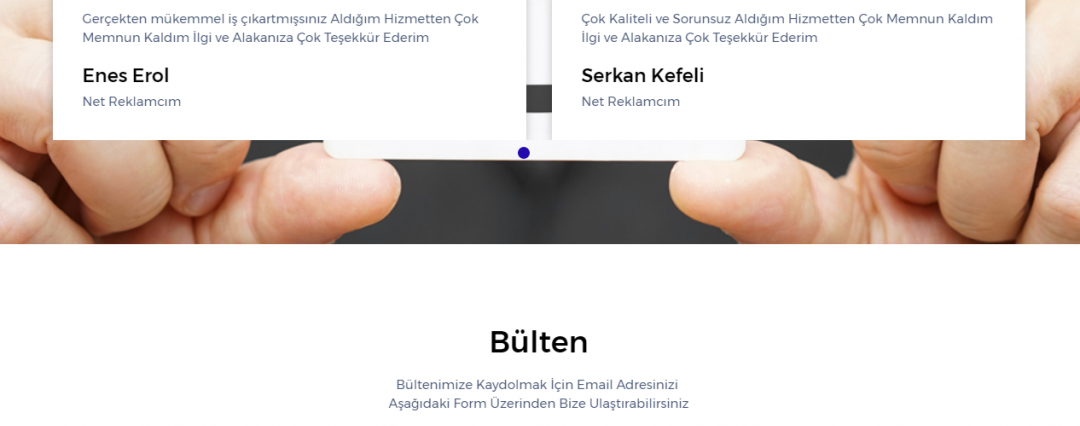 Gerçekten mükemmel iş çıkartmışsınız Aldığım Hizmetten Çok
Memnun Kaldım İlgi ve Alakanıza Çok Teşekkür Ederim
Enes Erol
Net Reklamcım
Çok Kaliteli ve Sorunsuz Aldığım Hizmetten Çok Memnun Kaldım
İlgi ve Alakanıza Çok Teşekkür Ederim
Serkan Kefeli
Net Reklamcım
Bülten
Bültenimize Kaydolmak İçin Email Adresinizi
Aşağıdaki Form Üzerinden Bize Ulaştırabilirsiniz